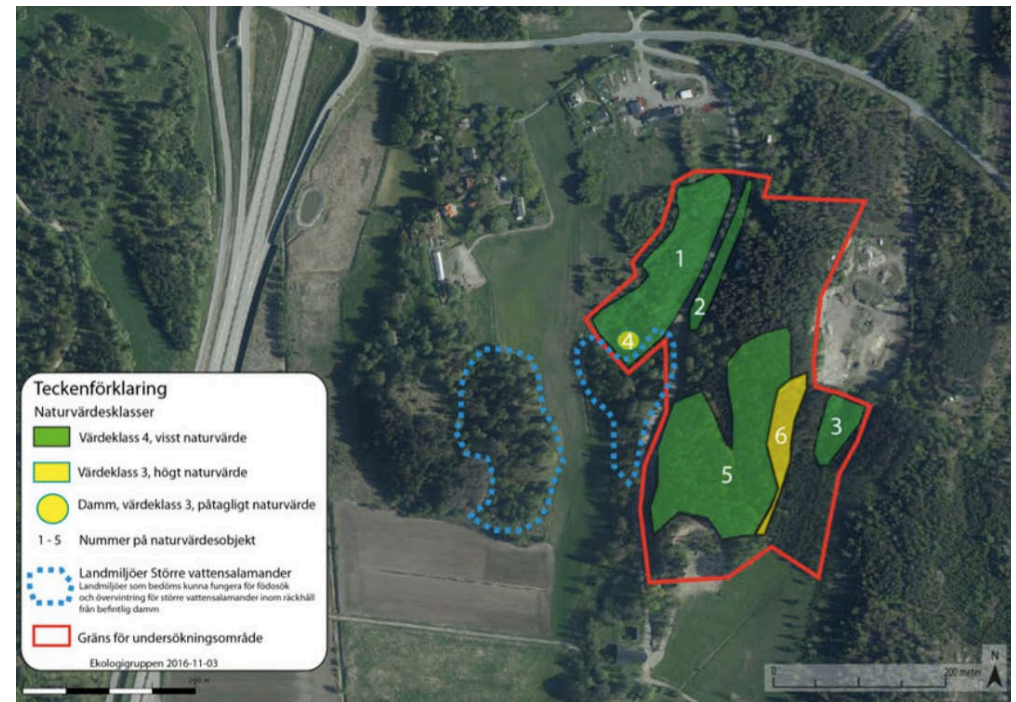 1
2
4
3
6
5
Teckenförklaring
Naturvärdesklasser
Värdeklass 4, visst naturvärde
Värdeklass 3, högt naturvärde
Damm, värdeklass 3, påtagligt naturvärde
1 - 5 Nummer på naturvärdesobjekt
Landmiljöer Större vattensalamander
Landmiljöer som bedöms kunna fungera för födosök
och övervintring för större vattensalamander inom räckhåll
från befintlig damm
Gräns för undersökningsområde
Ekologigruppen 2016-11-03
200 m
0 200 meter
N